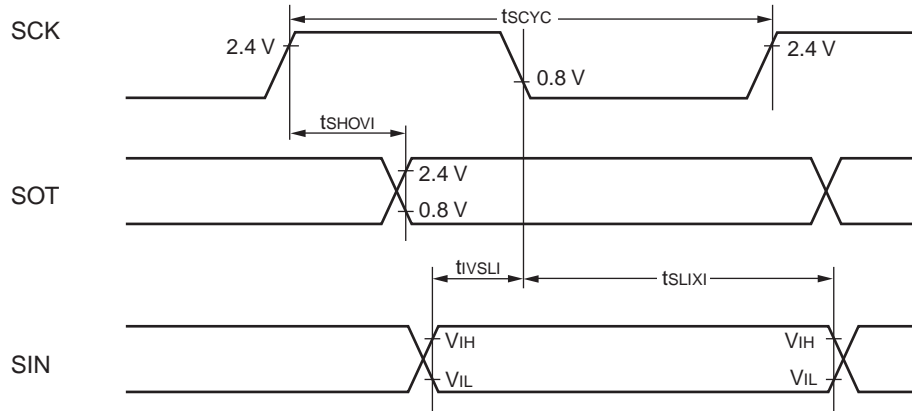 tSCYC
SCK
2.4 V
2.4 V
0.8 V
tSHOVI
2.4 V
SOT
0.8 V
tIVSLI
tSLIXI
VIH
VIH
SIN
VIL
VIL